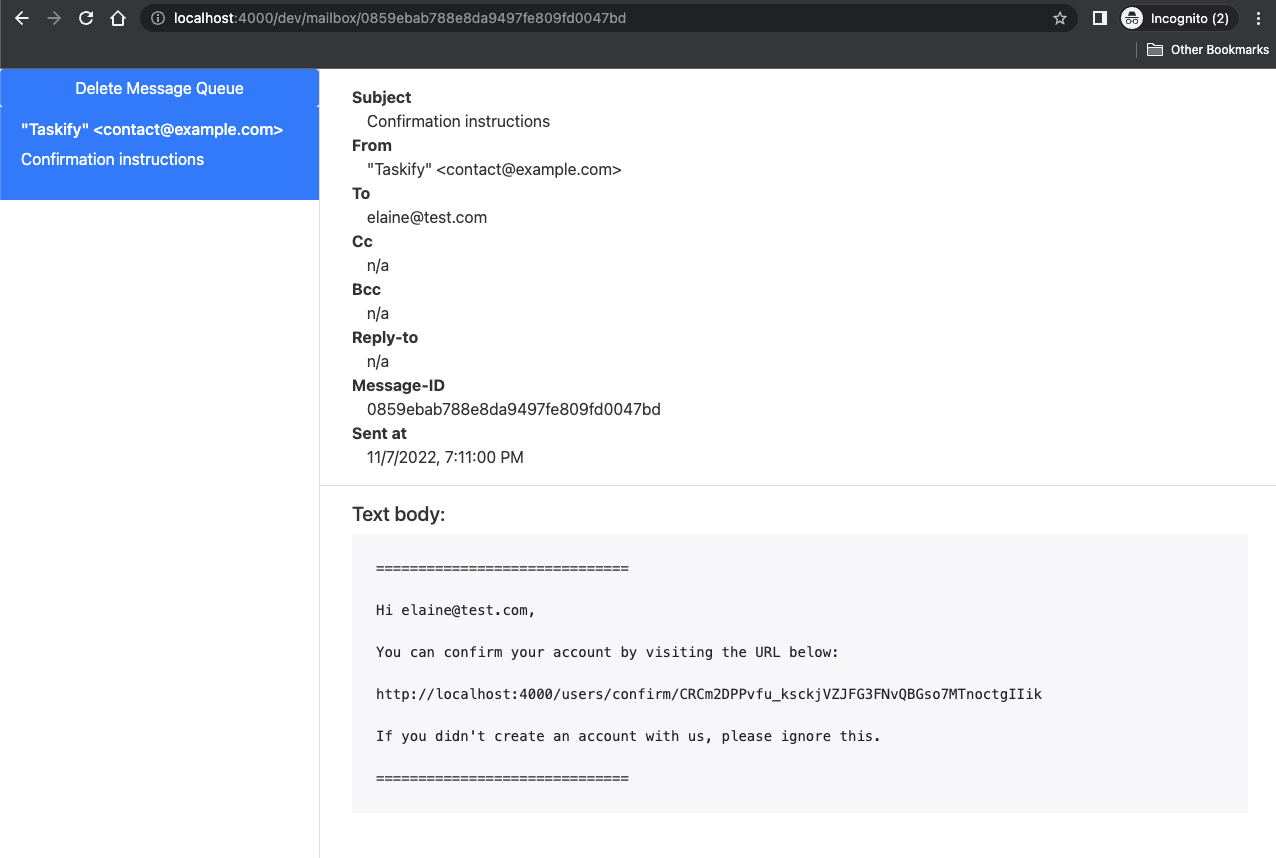 localhost:4000/dev/mailbox/0859ebab788e8da9497fe809fd0047bd
Incognito (2)
Other Bookmarks
Delete Message Queue
"Taskify" <contact@example.com>
Confirmation instructions
Subject
Confirmation instructions
From
"Taskify" <contact@example.com>
To
elaine@test.com
Cc
n/a
Bcc
n/a
Reply-to
n/a
Message-ID
0859ebab788e8da9497fe809fd0047bd
Sent at
11/7/2022, 7:11:00 PM
Text body:
==============================
Hi elaine@test.com,
You can confirm your account by visiting the URL below:
http://localhost:4000/users/confirm/CRCm2DPPvfu_ksckjVZJFG3FNvQBGso7MTnoctgIIik
If you didn't create an account with us, please ignore this.
==============================